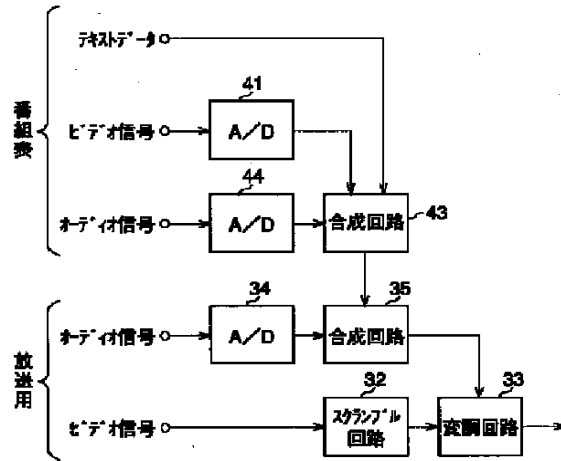 番組表
テキストデータ
ビデオ信号
41
A/D
オーディオ信号
44
A/D
合成回路
43
放送用
オーディオ信号
34
A/D
35
合成回路
ビデオ信号
32
スクランブル
回路
33
変調回路